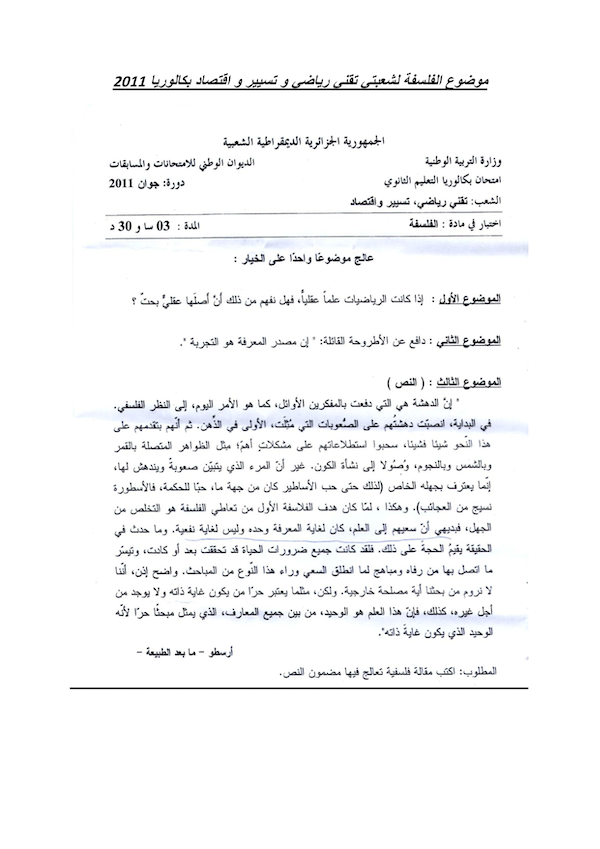 موضوع الفلسفة لشعبتي تقني رياضي و تسيير و اقتصاد بكالوريا 2011
الجمهورية الجزائرية الديمقراطية الشعبية
وزارة التربية الوطنية الديوان الوطني للامتحانات والمسابقات
امتحان بكالوريا التعليم الثانوي دورة: جوان 2011
الشعب: تقني رياضي، تسيير واقتصاد
اختبار في مادة : الفلسفة المدة : 03 سا و 30 د
عالج موضوعًا واحدًا على الخيار :
الموضوع الأول : إذا كانت الرياضيات علماً عقلياً، فهل نفهم من ذلك أنّ أصلَها عقليٌّ بحتٌ ؟
الموضوع الثاني : دافع عن الأطروحة القائلة: " إن مصدر المعرفة هو التجربة ".
الموضوع الثالث : ( النص )
" إنّ الدهشة هي التي دفعت بالمفكرين الأوائل، كما هو الأمر اليوم، إلى النظر الفلسفي.
في البداية، انصبّت دهشتُهم على الصّعوبات التي مَثلَت، الأولى في الذّهن. ثم أنّهم بتقدمهم على
هذا النّحو شيئا فشيئا، سحبوا استطلاعاتهم على مشكلاتٍ أهمّ؛ مثل الظواهر المتصلة بالقمر
وبالشمس وبالنجوم، وصُولا إلى نشأة الكون. غير أنّ المرء الذي يتبيّن صعوبةً ويندهش لها،
إنّما يعترف بجهله الخاص (لذلك حتى حب الأساطير كان من جهة ما، حبّا للحكمة، فالأسطورة
نسيج من العجائب). وهكذا ، لمّا كان هدف الفلاسفة الأول من تعاطي الفلسفة هو التخلص من
الجهل، فبديهي أنّ سعيهم إلى العلم، كان لغاية المعرفة وحده وليس لغاية نفعية. وما حدث في
الحقيقة يقيمُ الحجة على ذلك. فلقد كانت جميع ضرورات الحياة قد تحققت بعد أو كادت، وتيسّر
ما اتصل بها من رفاه ومباهج لما انطلق السعي وراء هذا النّوع من المباحث. واضح إذن، أنّنا
لا نروم من بحثنا أية مصلحة خارجية. ولكن، مثلما يعتبر حرّا من يكون غاية ذاته ولا يوجد من
أجل غيره، كذلك، فإنّ هذا العلم هو الوحيد، من بين جميع المعارف، الذي يمثل مبحثًا حرّا لأنّه
الوحيد الذي يكون غايةَ ذاته".
أرسطو - ما بعد الطبيعة -
المطلوب: اكتب مقالة فلسفية تعالج فيها مضمون النص.